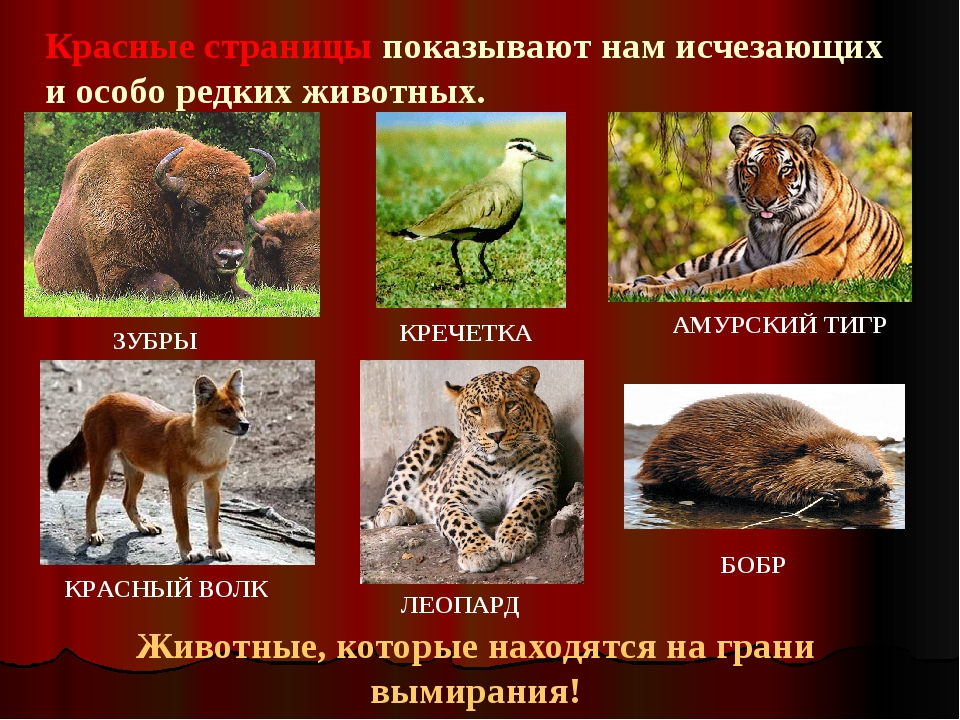 Красные страницы показывают нам исчезающих
и особо редких животных.
ЗУБРЫ
КРЕЧЕТКА
АМУРСКИЙ ТИГР
КРАСНЫЙ ВОЛК
ЛЕОПАРД
БОБР
Животные, которые находятся на грани
вымирания!